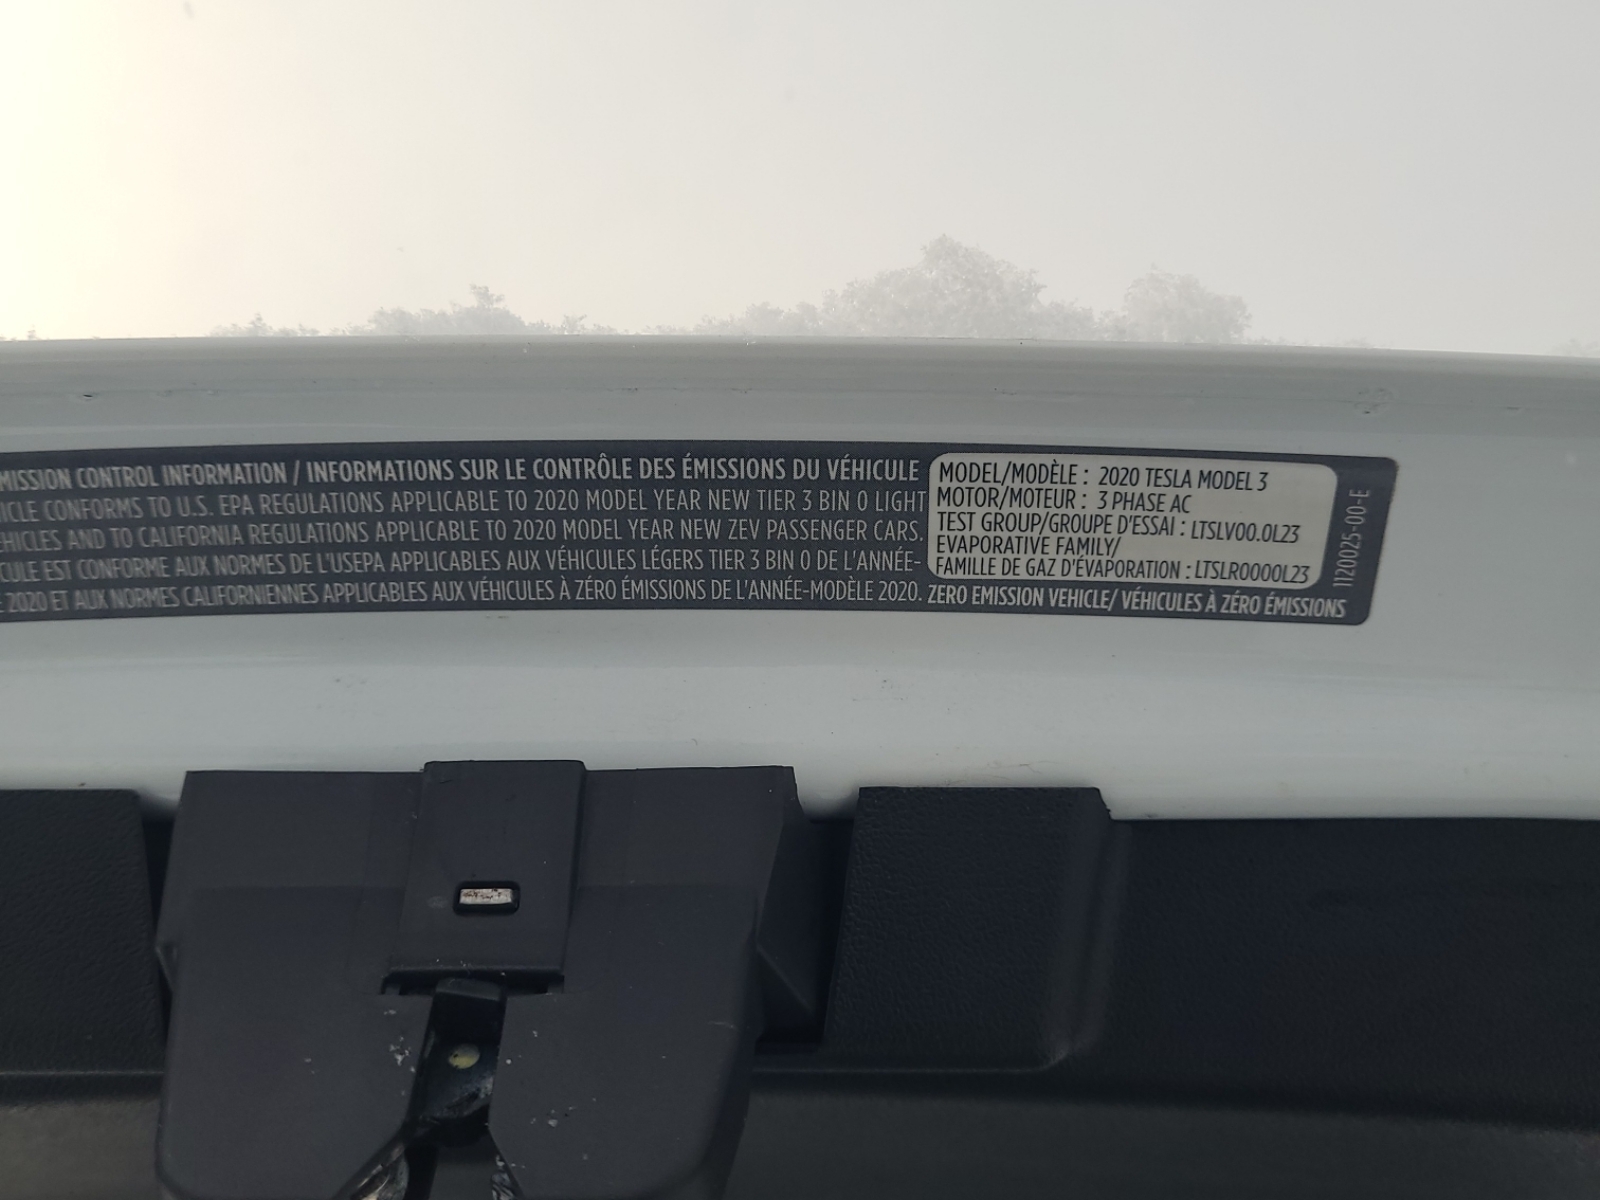 MISSION CONTROL INFORMATION / INFORMATIONS SUR LE CONTRÔLE DES ÉMISSIONS DU VÉHICULE
ICLE CONFORMS TO U.S. EPA REGULATIONS APPLICABLE TO 2020 MODEL YEAR NEW TIER 3 BIN 0 LIGHT
EHICLES AND TO CALIFORNIA REGULATIONS APPLICABLE TO 2020 MODEL YEAR NEW ZEV PASSENGER CARS.
CULE EST CONFORME AUX NORMES DE L'USEPA APPLICABLES AUX VÉHICULES LÉGERS TIER 3 BIN 0 DE L'ANNÉE-
E 2020 ET AUX NORMES CALIFORNIENNES APPLICABLES AUX VÉHICULES À ZÉRO ÉMISSIONS DE L'ANNÉE-MODÈLE 2020.
MODEL/MODÈLE : 2020 TESLA MODEL 3
MOTOR/MOTEUR : 3 PHASE AC
TEST GROUP/GROUPE D'ESSAI : LTSLV00.0L23
EVAPORATIVE FAMILY/
FAMILLE DE GAZ D'ÉVAPORATION : LTSLR0000L23
ZERO EMISSION VEHICLE/ VÉHICULES À ZÉRO ÉMISSIONS
1120025-00-E